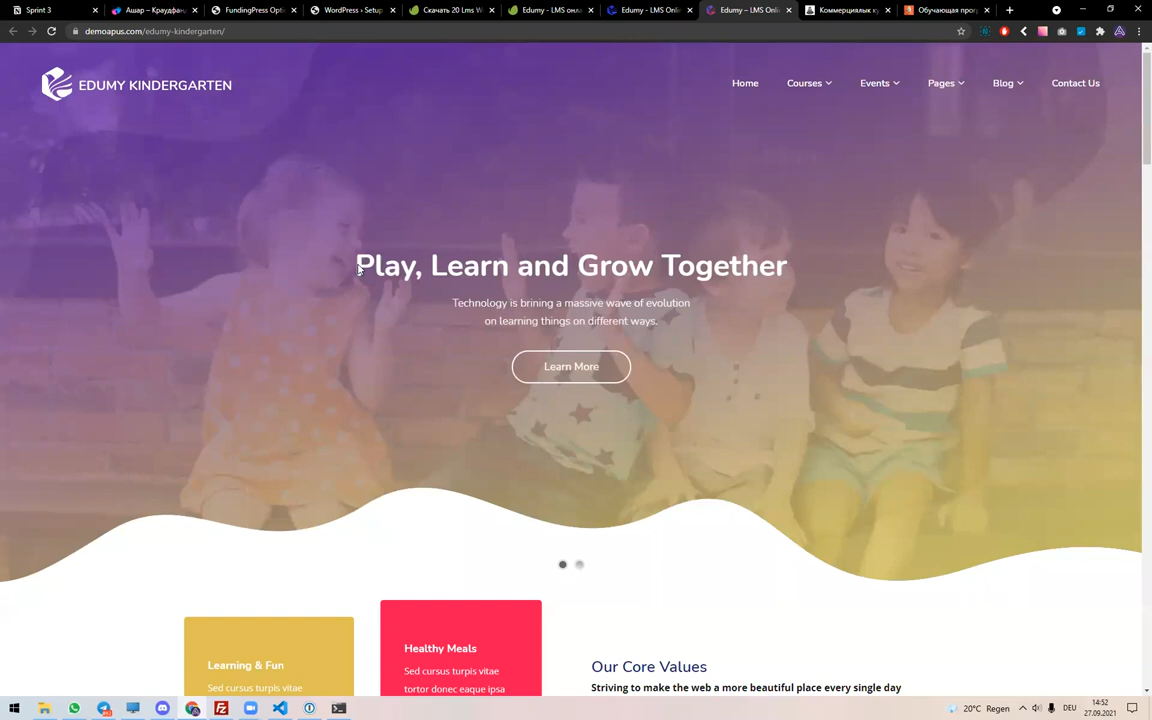 Sprint 3
Ашар – Краудфан
FundingPress Opti
WordPress › Setup
Скачать 20 Lms W
Edumy - LMS онл
Edumy – LMS Onli
Edumy – LMS Onli
Коммерциялык ку
Обучающая прог
demoapus.com/edumy-kindergarten/
EDUMY KINDERGARTEN
Home
Courses
Events
Pages
Blog
Contact Us
Play, Learn and Grow Together
Technology is brining a massive wave of evolution
on learning things on different ways.
Learn More
Healthy Meals
Sed cursus turpis vitae
tortor donec eaque ipsa
Learning & Fun
Sed cursus turpis vitae
Our Core Values
Striving to make the web a more beautiful place every single day
20°C Regen
DEU
14:52
27.09.2021